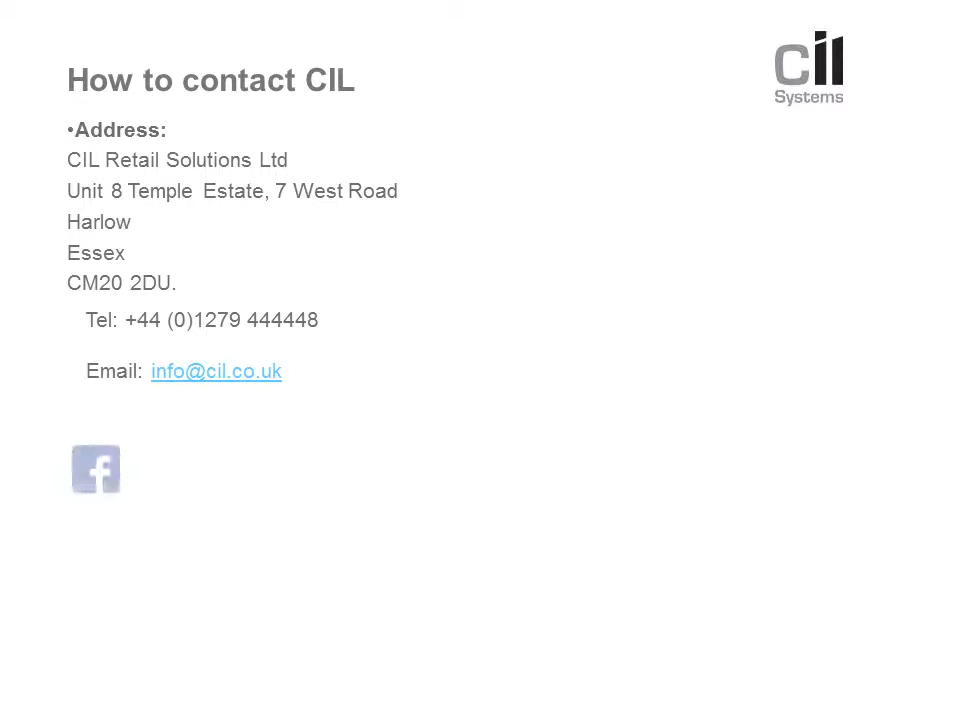 cil
Systems
How to contact CIL
•Address:
CIL Retail Solutions Ltd
Unit 8 Temple Estate, 7 West Road
Harlow
Essex
CM20 2DU.
Tel: +44 (0)1279 444448
Email: info@cil.co.uk
f